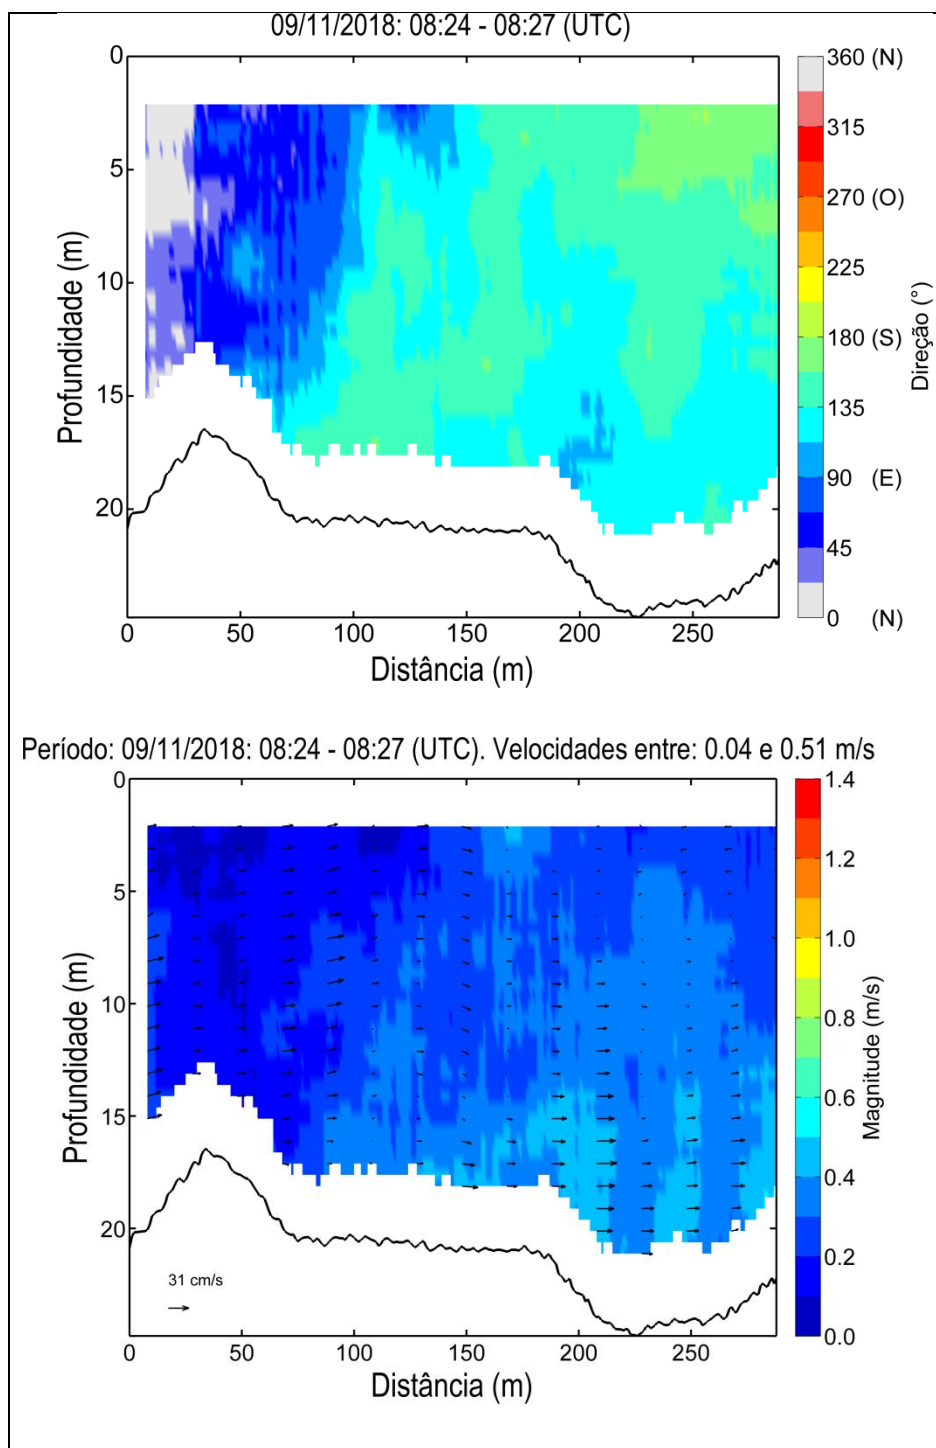 09/11/2018: 08:24 - 08:27 (UTC)
0
5
10
15
20
Profundidade (m)
0
50
100
150
200
250
Distância (m)
360 (N)
315
270 (O)
225
180 (S)
135
90 (E)
45
0 (N)
Direção (°)
Período: 09/11/2018: 08:24 - 08:27 (UTC). Velocidades entre: 0.04 e 0.51 m/s
0
5
10
15
20
Profundidade (m)
31 cm/s
0
50
100
150
200
250
Distância (m)
1.4
1.2
1.0
0.8
0.6
0.4
0.2
0.0
Magnitude (m/s)